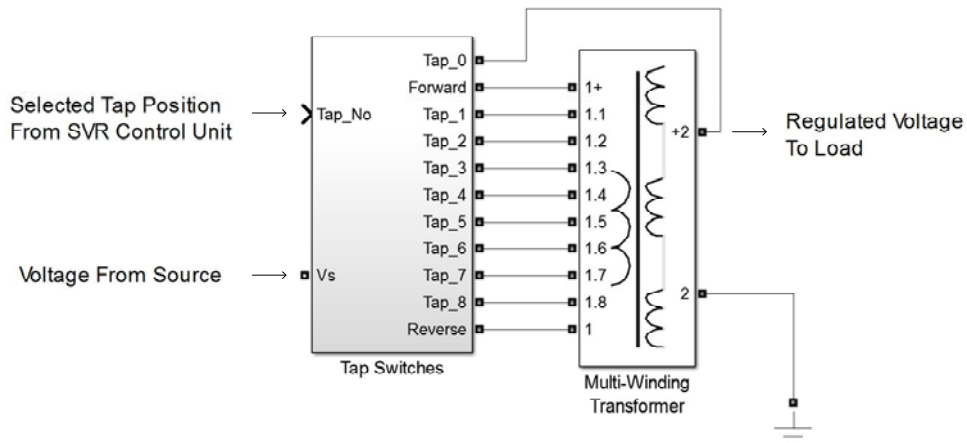 Tap_0
Forward
Tap_1
Tap_2
Tap_3
Tap_4
Tap_5
Tap_6
Tap_7
Tap_8
Reverse
Selected Tap Position
From SVR Control Unit
Tap_No
Voltage From Source
Vs
Tap Switches
1+
1.1
1.2
1.3
1.4
1.5
1.6
1.7
1.8
1
+2
2
Multi-Winding
Transformer
Regulated Voltage
To Load